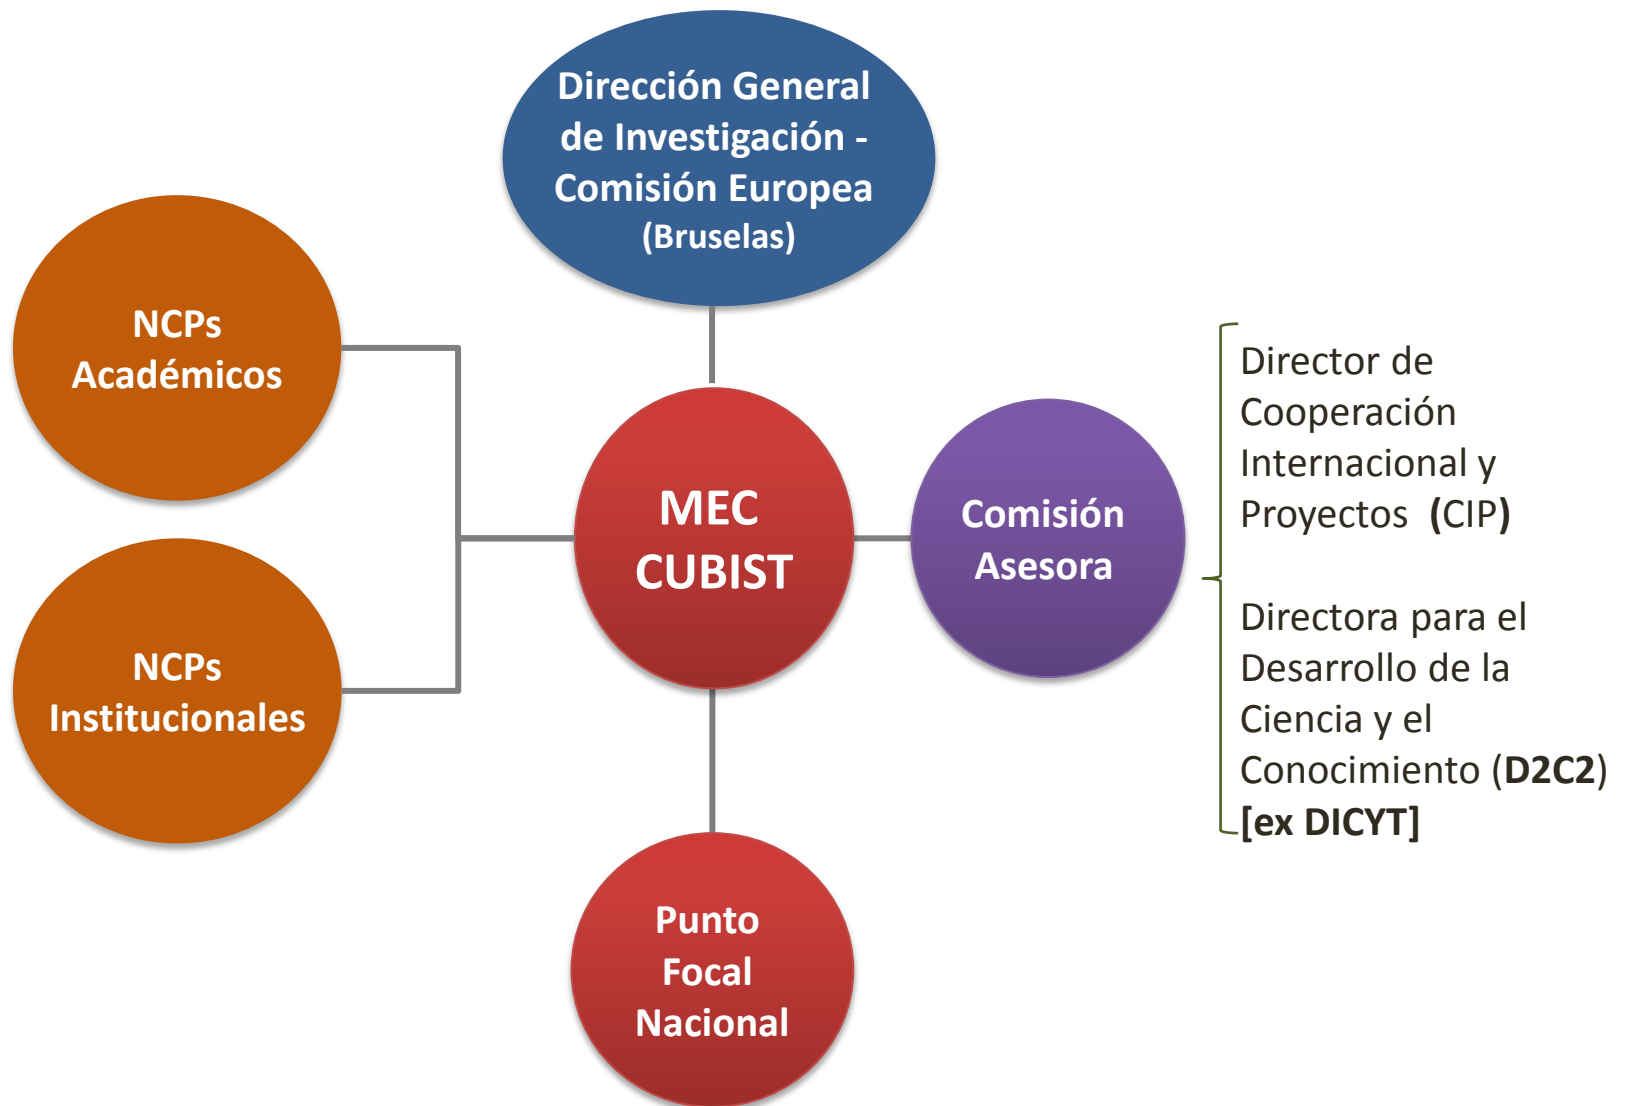 Dirección General
de Investigación -
Comisión Europea
(Bruselas)
NCPs
Académicos
NCPs
Institucionales
MEC
CUBIST
Comisión
Asesora
Director de
Cooperación
Internacional y
Proyectos (CIP)
Directora para el
Desarrollo de la
Ciencia y el
Conocimiento (D2C2)
[ex DICYT]
Punto
Focal
Nacional